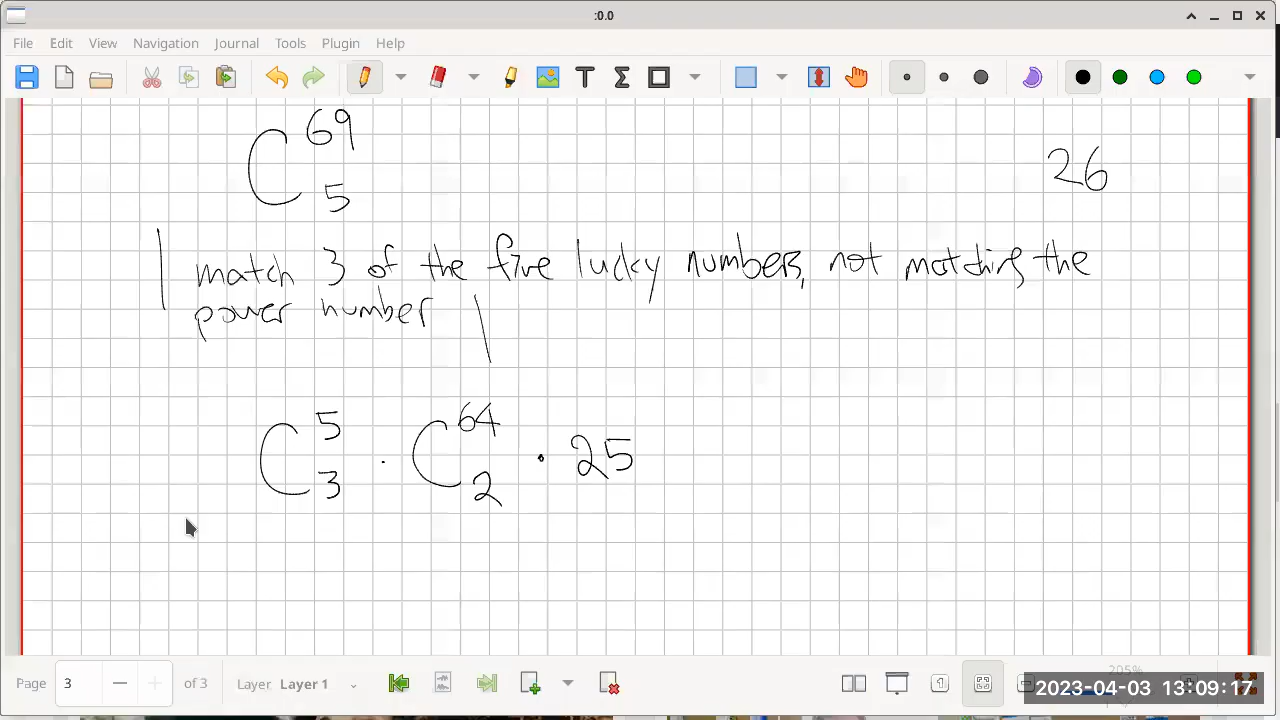 :0.0
File Edit View Navigation Journal Tools Plugin Help
C 69 5
26
| match 3 of the five lucky numbers, not matching the
power number |
C 5 3 · C 64 2 · 25
Page 3 of 3 Layer Layer 1 205%
2023-04-03 13:09:17